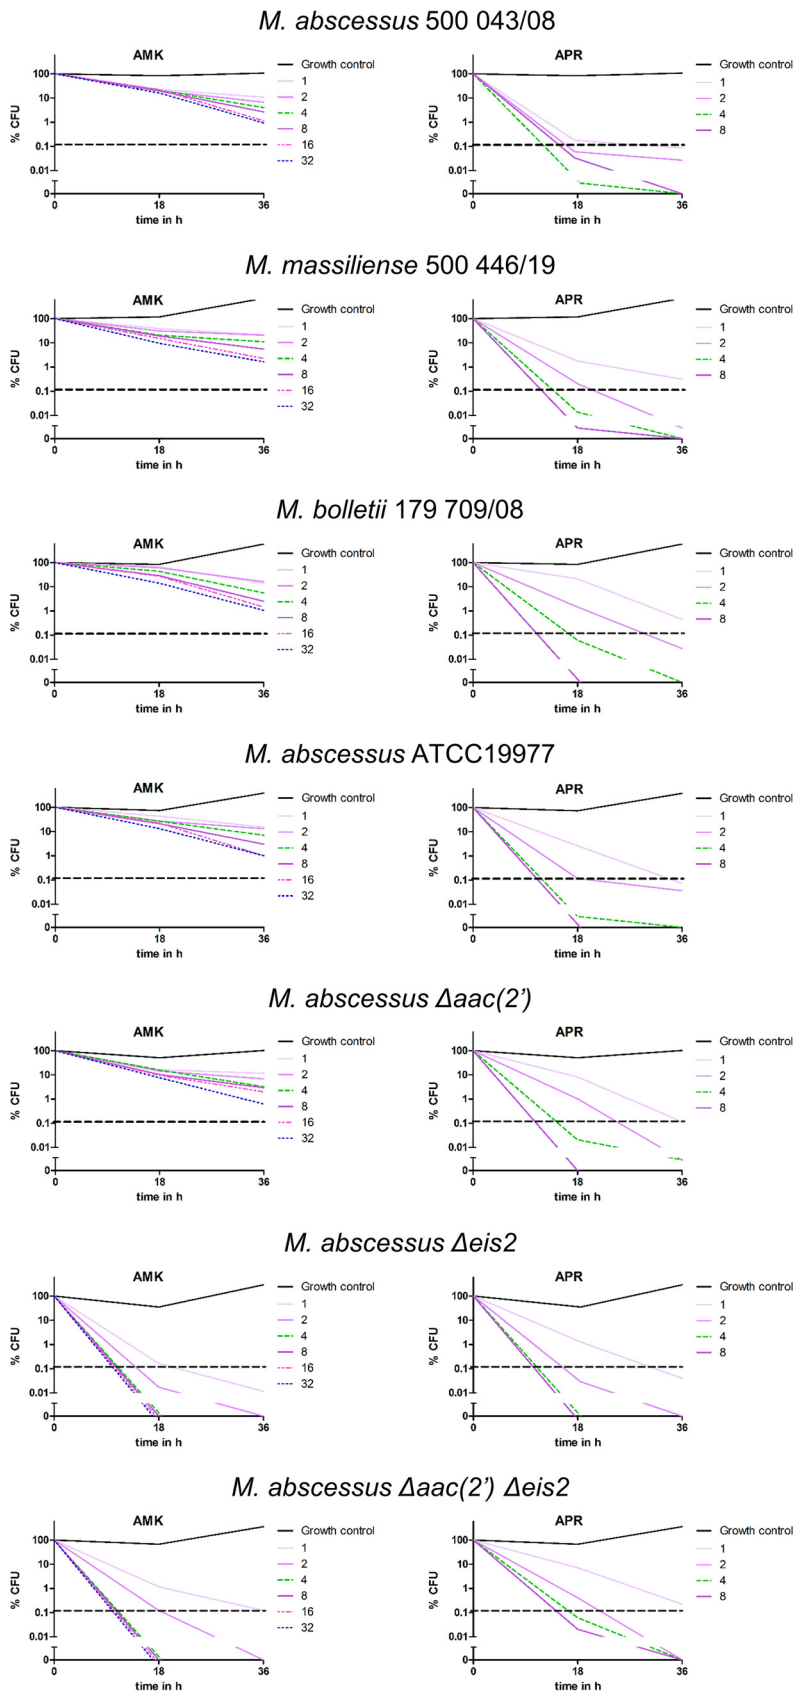 M. abscessus 500 043/08
AMK
% CFU
100
10
1
0.1
0.01
0
0 18 36
time in h
Growth control
1
2
4
8
16
32
APR
% CFU
100
10
1
0.1
0.01
0
0 18 36
time in h
Growth control
1
2
4
8
M. massiliense 500 446/19
AMK
% CFU
100
10
1
0.1
0.01
0
0 18 36
time in h
Growth control
1
2
4
8
16
32
APR
% CFU
100
10
1
0.1
0.01
0
0 18 36
time in h
Growth control
1
2
4
8
M. bolletii 179 709/08
AMK
% CFU
100
10
1
0.1
0.01
0
0 18 36
time in h
Growth control
1
2
4
8
16
32
APR
% CFU
100
10
1
0.1
0.01
0
0 18 36
time in h
Growth control
1
2
4
8
M. abscessus ATCC19977
AMK
% CFU
100
10
1
0.1
0.01
0
0 18 36
time in h
Growth control
1
2
4
8
16
32
APR
% CFU
100
10
1
0.1
0.01
0
0 18 36
time in h
Growth control
1
2
4
8
M. abscessus Δaac(2’)
AMK
% CFU
100
10
1
0.1
0.01
0
0 18 36
time in h
Growth control
1
2
4
8
16
32
APR
% CFU
100
10
1
0.1
0.01
0
0 18 36
time in h
Growth control
1
2
4
8
M. abscessus Δeis2
AMK
% CFU
100
10
1
0.1
0.01
0
0 18 36
time in h
Growth control
1
2
4
8
16
32
APR
% CFU
100
10
1
0.1
0.01
0
0 18 36
time in h
Growth control
1
2
4
8
M. abscessus Δaac(2’) Δeis2
AMK
% CFU
100
10
1
0.1
0.01
0
0 18 36
time in h
Growth control
1
2
4
8
16
32
APR
% CFU
100
10
1
0.1
0.01
0
0 18 36
time in h
Growth control
1
2
4
8